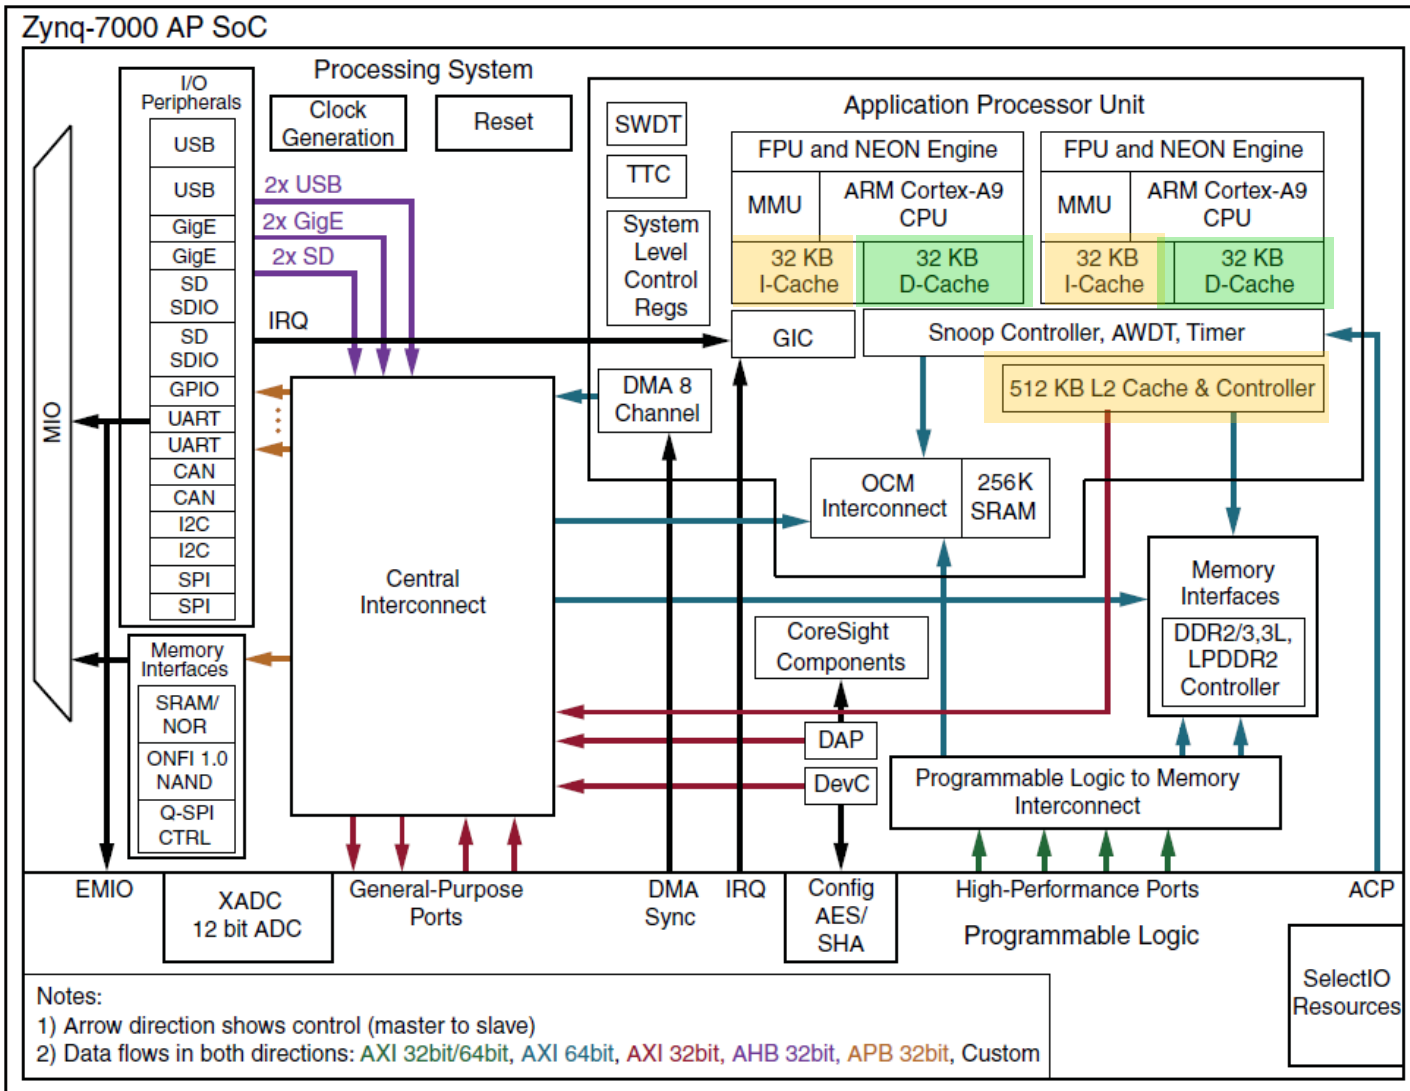 Zynq-7000 AP SoC
Processing System
I/O
Peripherals
USB
USB
GigE
GigE
SD
SDIO
SD
SDIO
GPIO
UART
UART
CAN
CAN
I2C
I2C
SPI
SPI
MIO
Clock
Generation
Reset
2x USB
2x GigE
2x SD
IRQ
Application Processor Unit
SWDT
TTC
System
Level
Control
Regs
FPU and NEON Engine
MMU
ARM Cortex-A9
CPU
32 KB
I-Cache
32 KB
D-Cache
FPU and NEON Engine
MMU
ARM Cortex-A9
CPU
32 KB
I-Cache
32 KB
D-Cache
GIC
Snoop Controller, AWDT, Timer
512 KB L2 Cache & Controller
DMA 8
Channel
OCM
Interconnect
256K
SRAM
Central
Interconnect
Memory
Interfaces
DDR2/3,3L,
LPDDR2
Controller
CoreSight
Components
DAP
DevC
Programmable Logic to Memory
Interconnect
Memory
Interfaces
SRAM/
NOR
ONFI 1.0
NAND
Q-SPI
CTRL
EMIO
XADC
12 bit ADC
General-Purpose
Ports
DMA
Sync
IRQ
Config
AES/
SHA
High-Performance Ports
ACP
Programmable Logic
SelectIO
Resources
Notes:
1) Arrow direction shows control (master to slave)
2) Data flows in both directions: AXI 32bit/64bit, AXI 64bit, AXI 32bit, AHB 32bit, APB 32bit, Custom